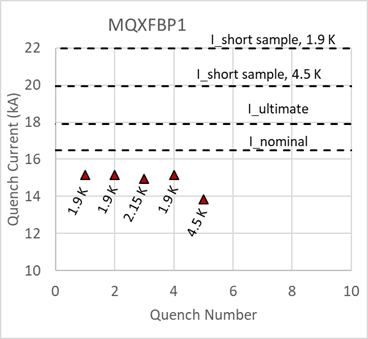 MQXFBP1
Quench Current (kA)
22
20
18
16
14
12
10
I_short sample, 1.9 K
I_short sample, 4.5 K
I_ultimate
I_nominal
1.9 K
1.9 K
2.15 K
1.9 K
4.5 K
0
2
4
6
8
10
Quench Number